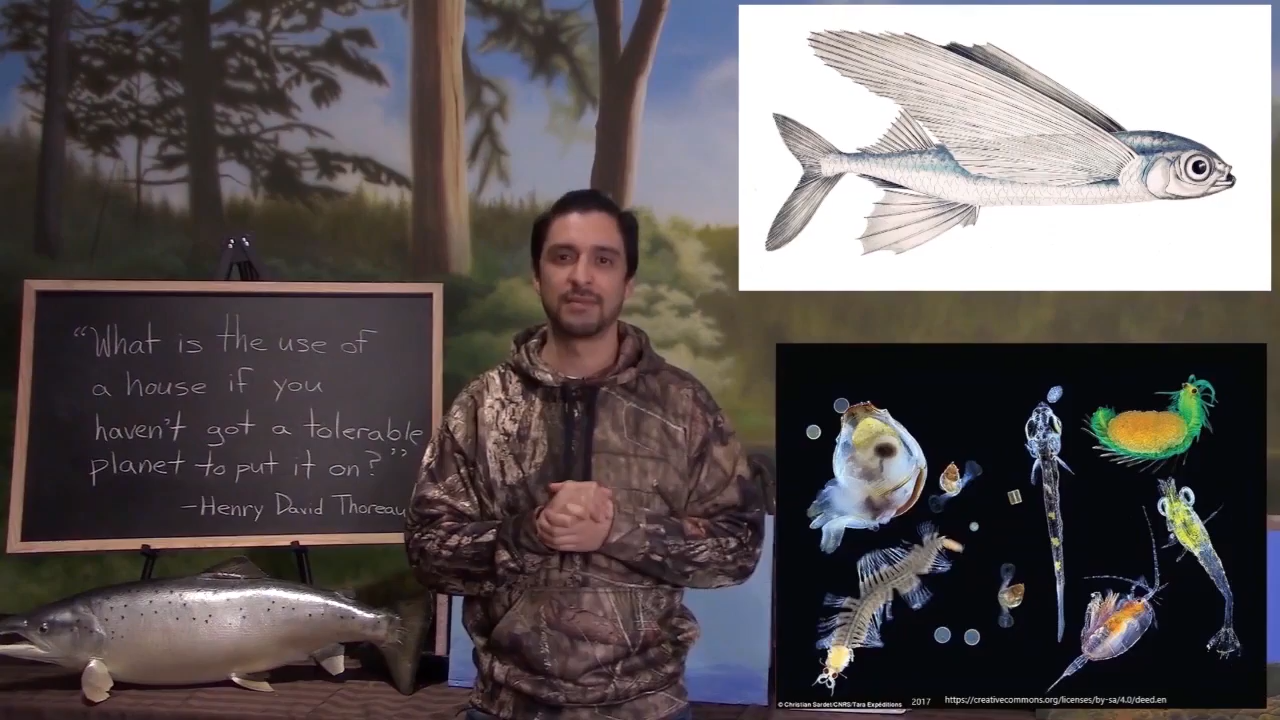 “What is the use of
a house if you
haven't got a tolerable
planet to put it on?”
-Henry David Thoreau
© Christian Sardet/CNRS/Tara Expéditions 2017 https://creativecommons.org/licenses/by-sa/4.0/deed.en